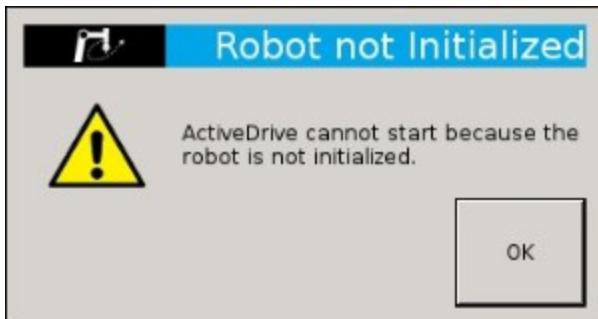 Robot not Initialized
ActiveDrive cannot start because the
robot is not initialized.
OK